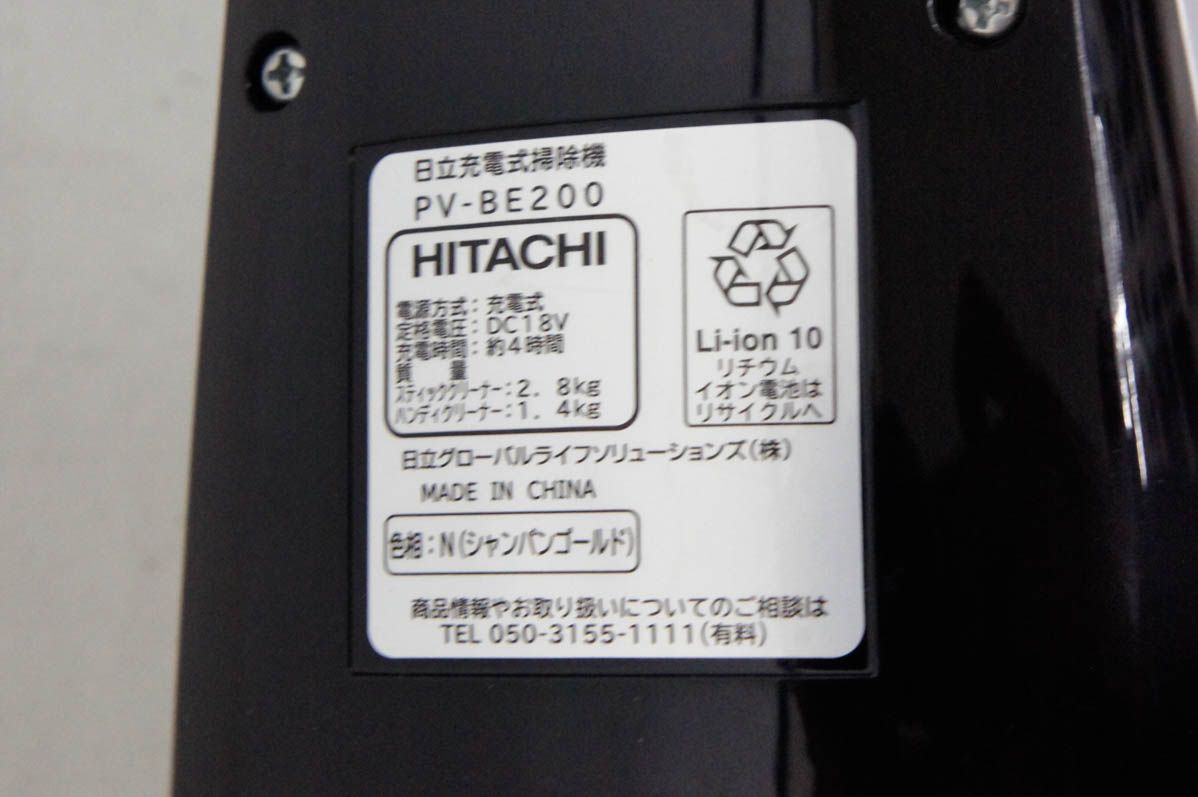 日立充電式掃除機
PV-BE200
HITACHI
電源方式：充電式
定格電圧：DC18V
充電時間：約4時間
質 量
スティッククリーナー：2．8kg
ハンディクリーナー：1．4kg
Li-ion 10
リチウム
イオン電池は
リサイクルへ
日立グローバルライフソリューションズ(株)
MADE IN CHINA
色相：N(シャンパンゴールド)
商品情報やお取り扱いについてのご相談は
TEL 050-3155-1111(有料)